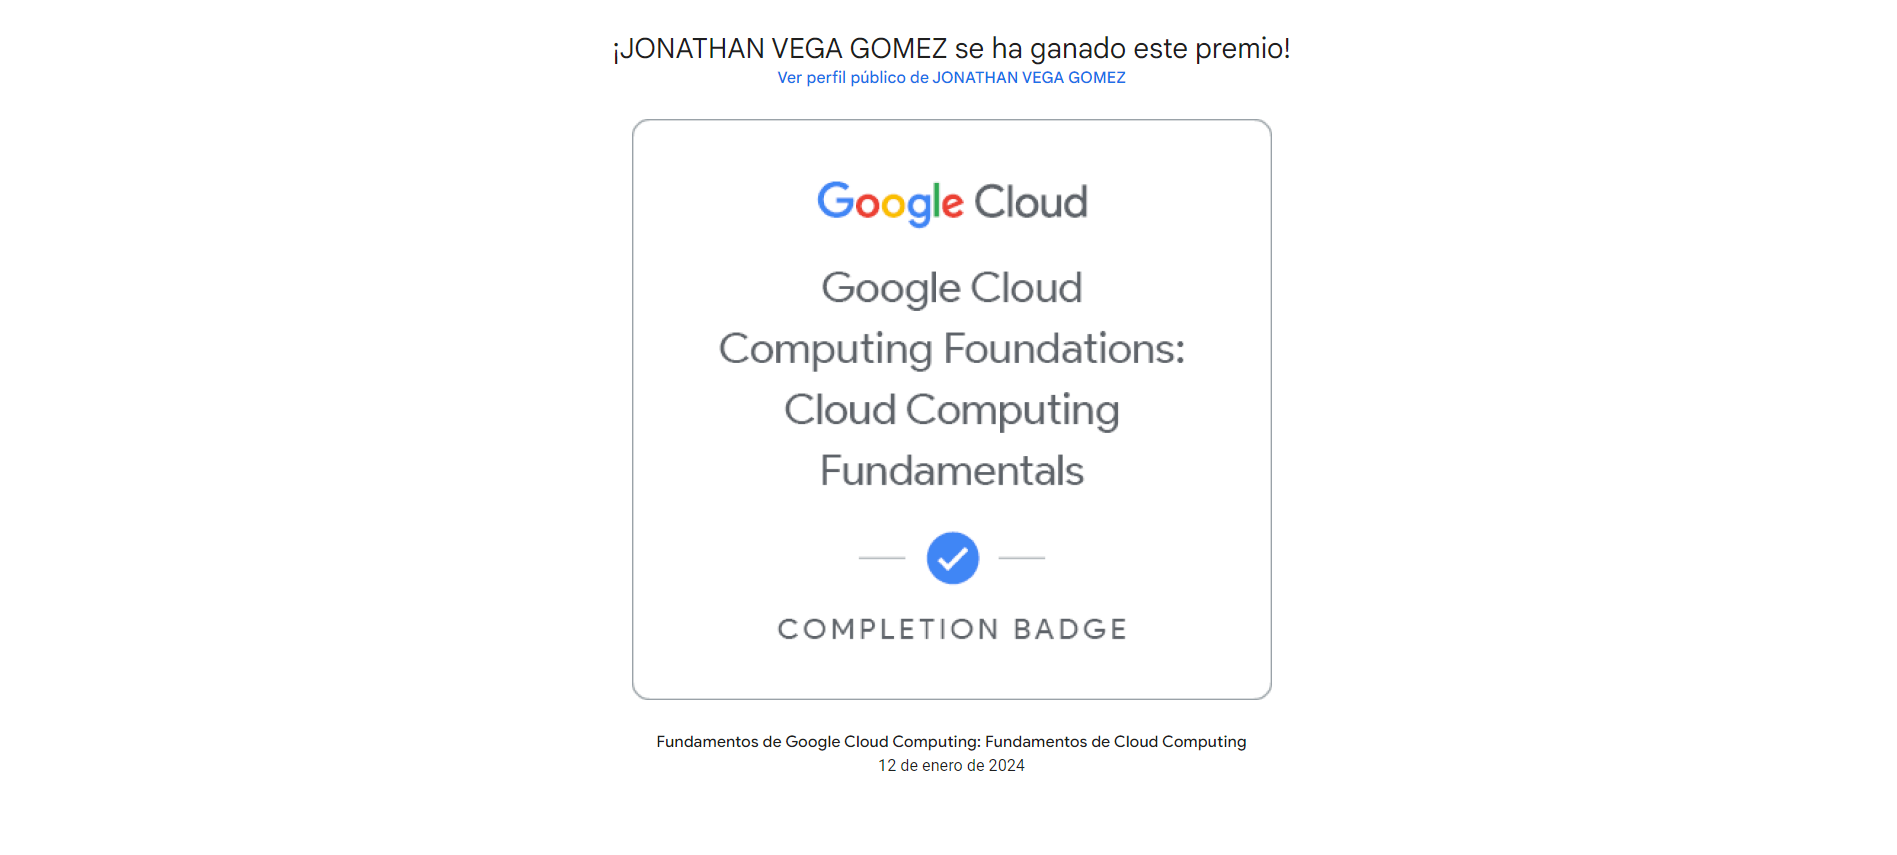 ¡JONATHAN VEGA GOMEZ se ha ganado este premio!
Ver perfil público de JONATHAN VEGA GOMEZ
Google Cloud
Google Cloud
Computing Foundations:
Cloud Computing
Fundamentals
COMPLETION BADGE
Fundamentos de Google Cloud Computing: Fundamentos de Cloud Computing
12 de enero de 2024